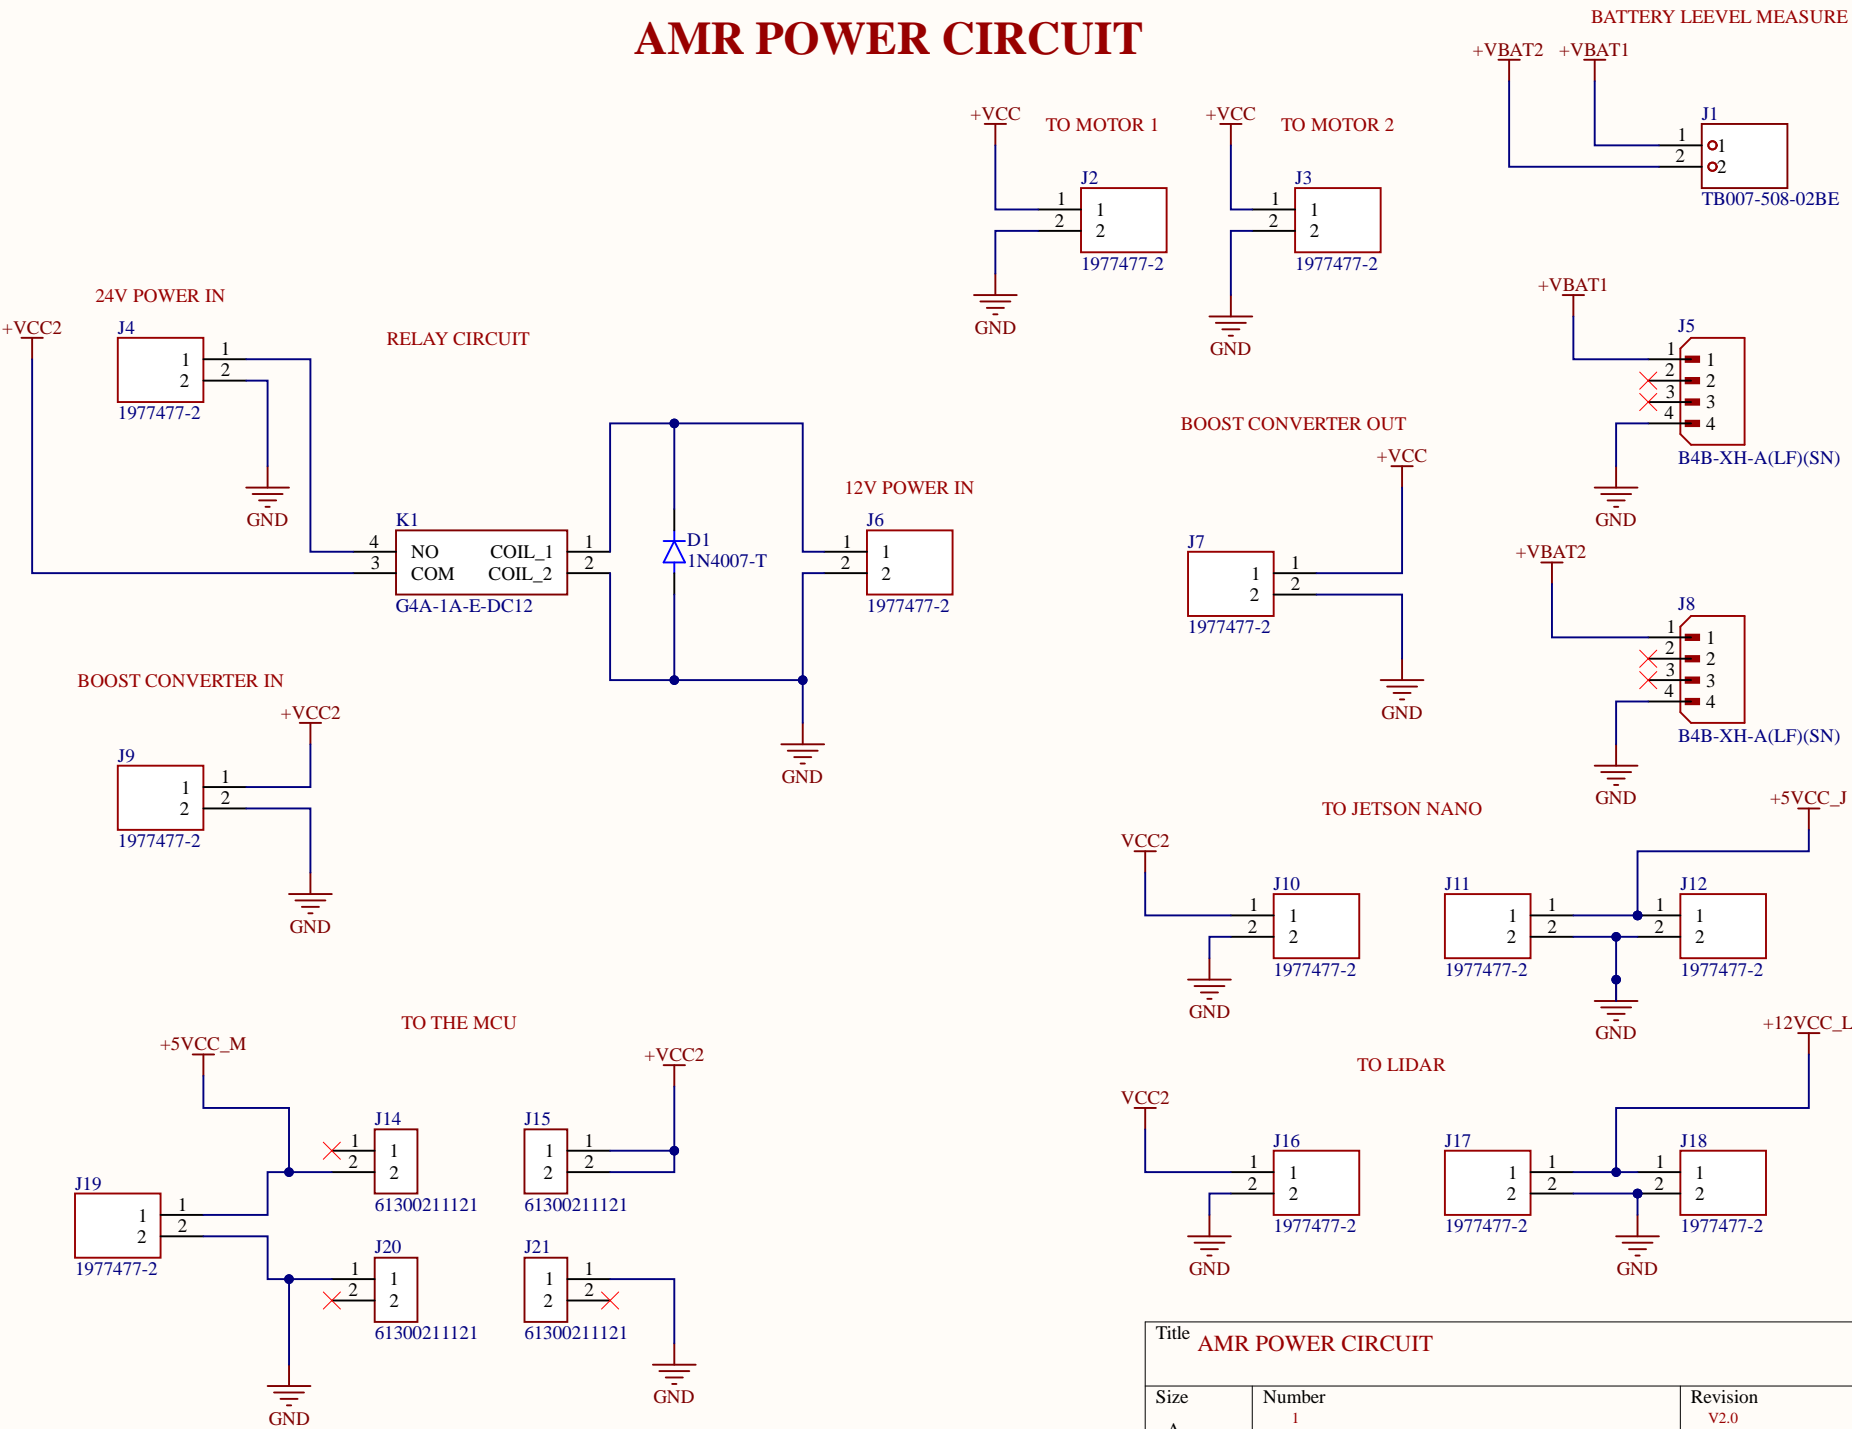 AMR POWER CIRCUIT
BATTERY LEEVEL MEASURE
+VBAT2 +VBAT1
J1
1 1
2 2
TB007-508-02BE
+VCC TO MOTOR 1
J2
1 1
2 2
1977477-2
GND
+VCC TO MOTOR 2
J3
1 1
2 2
1977477-2
GND
24V POWER IN
+VCC2
J4
1 1
2 2
1977477-2
GND
RELAY CIRCUIT
K1
4 NO COIL_1 1
3 COM COIL_2 2
G4A-1A-E-DC12
D1
1N4007-T
12V POWER IN
J6
1 1
2 2
1977477-2
GND
+VBAT1
J5
1 1
2 2
3 3
4 4
B4B-XH-A(LF)(SN)
GND
BOOST CONVERTER OUT
+VCC
J7
1 1
2 2
1977477-2
GND
+VBAT2
J8
1 1
2 2
3 3
4 4
B4B-XH-A(LF)(SN)
GND
BOOST CONVERTER IN
+VCC2
J9
1 1
2 2
1977477-2
GND
TO JETSON NANO
+5VCC_J
VCC2
J10
1 1
2 2
1977477-2
GND
J11
1 1
2 2
1977477-2
J12
1 1
2 2
1977477-2
GND
TO THE MCU
+5VCC_M
+VCC2
J14
1 1
2 2
61300211121
J15
1 1
2 2
61300211121
J19
1 1
2 2
1977477-2
J20
1 1
2 2
61300211121
GND
J21
1 1
2 2
61300211121
GND
+12VCC_L
TO LIDAR
VCC2
J16
1 1
2 2
1977477-2
GND
J17
1 1
2 2
1977477-2
J18
1 1
2 2
1977477-2
GND
Title AMR POWER CIRCUIT
Size Number Revision
1 V2.0